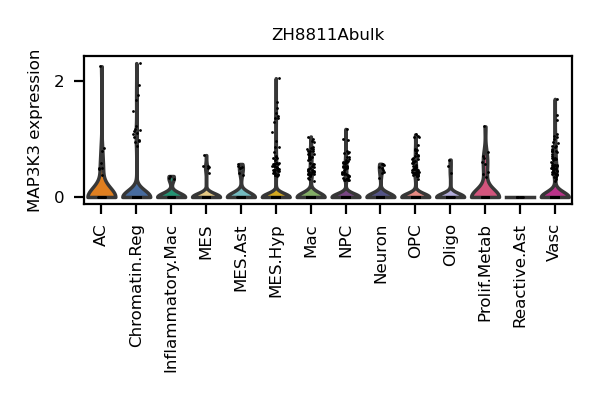 ZH8811Abulk
MAP3K3 expression
2
0
AC
Chromatin.Reg
Inflammatory.Mac
MES
MES.Ast
MES.Hyp
Mac
NPC
Neuron
OPC
Oligo
Prolif.Metab
Reactive.Ast
Vasc